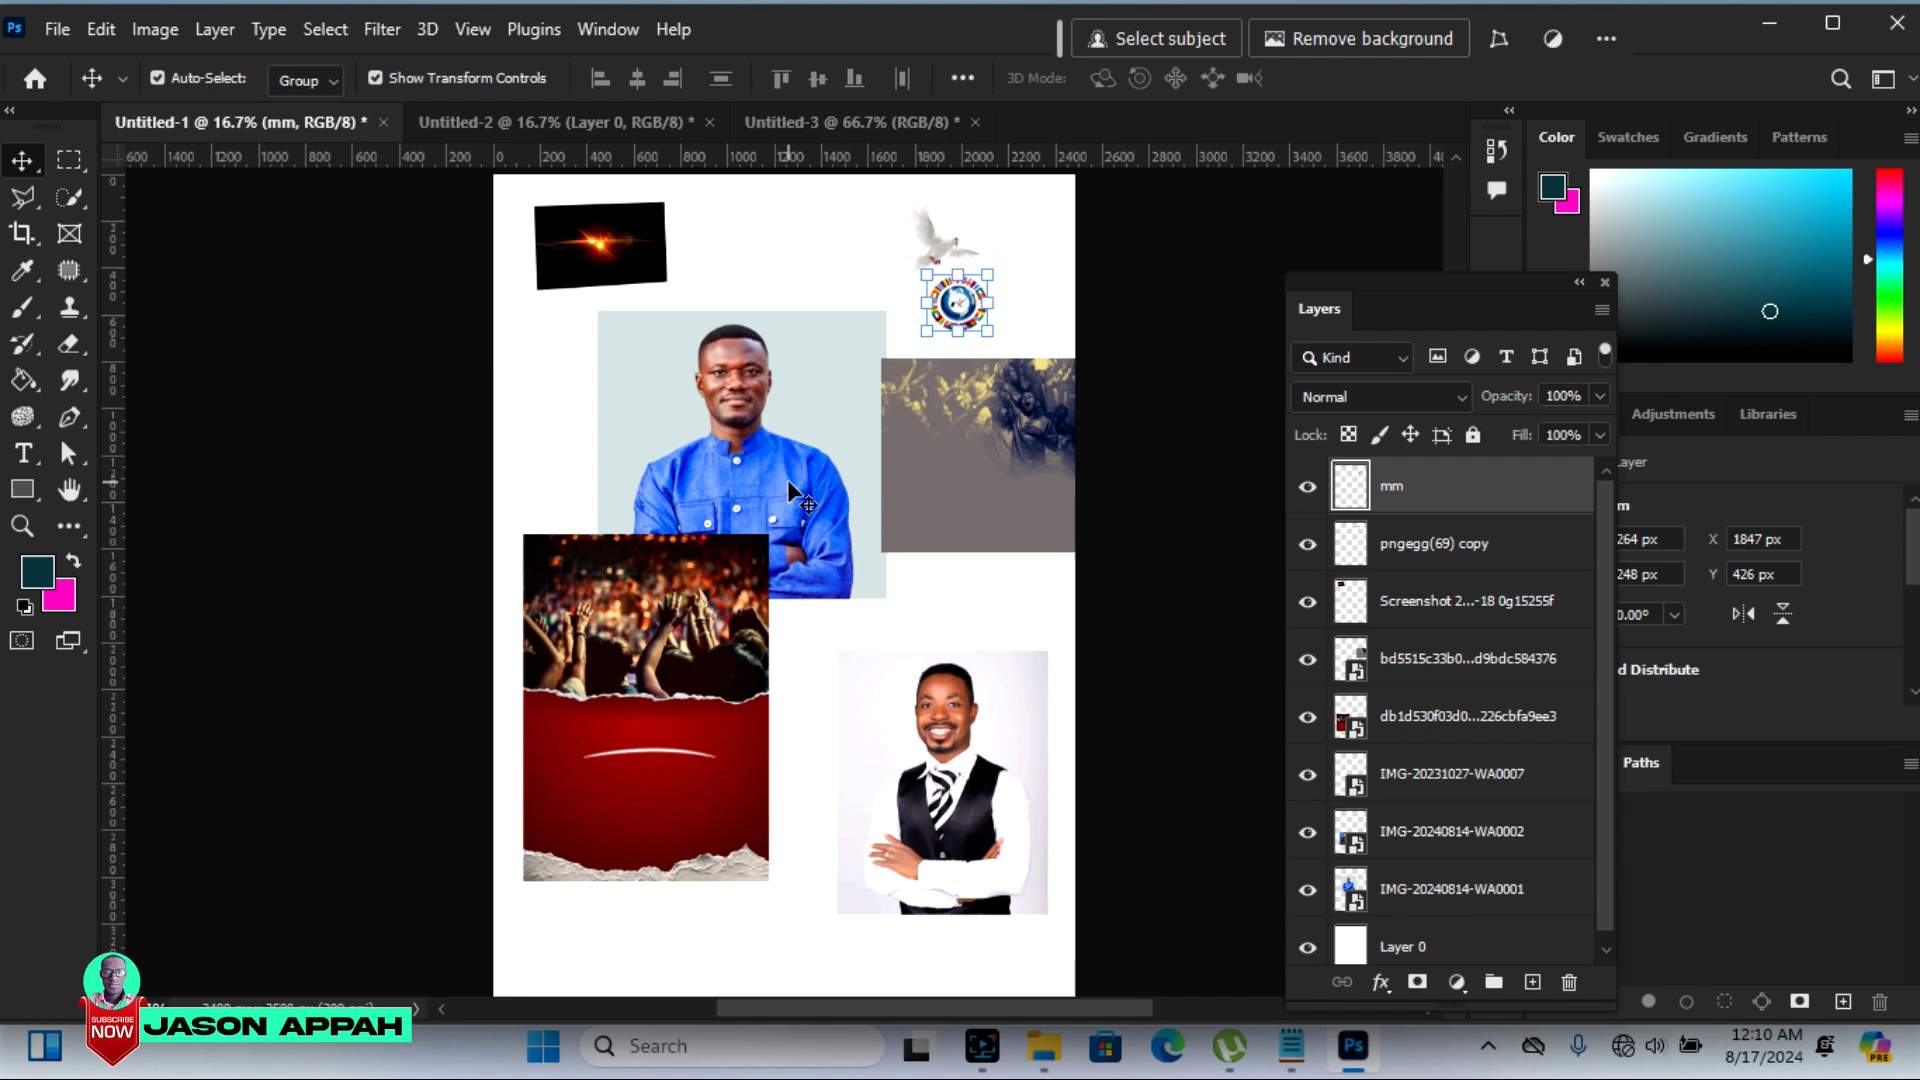 Ps File Edit Image Layer Type Select Filter 3D View Plugins Window Help
Select subject Remove background
Auto-Select: Group Show Transform Controls 3D Mode:
Untitled-1 @ 16.7% (mm, RGB/8) * Untitled-2 @ 16.7% (Layer 0, RGB/8) * Untitled-3 @ 66.7% (RGB/8) *
600 1400 1200 1000 800 600 400 200 0 200 400 600 800 1000 1200 1400 1600 1800 2000 2200 2400 2600 2800 3000 3200 3400 3600 3800
Color Swatches Gradients Patterns
Layers
Kind
Normal Opacity: 100%
Lock: Fill: 100%
mm
pngegg(69) copy
Screenshot 2...-18 0g15255f
bd5515c33b0...d9bdc584376
db1d530f03d0...226cbfa9ee3
IMG-20231027-WA0007
IMG-20240814-WA0002
IMG-20240814-WA0001
Layer 0
fx
Adjustments Libraries
ayer
m
264 px X 1847 px
248 px Y 426 px
0.00°
d Distribute
Paths
SUBSCRIBE
NOW
JASON APPAH
Search
Ps
12:10 AM
8/17/2024
PRE